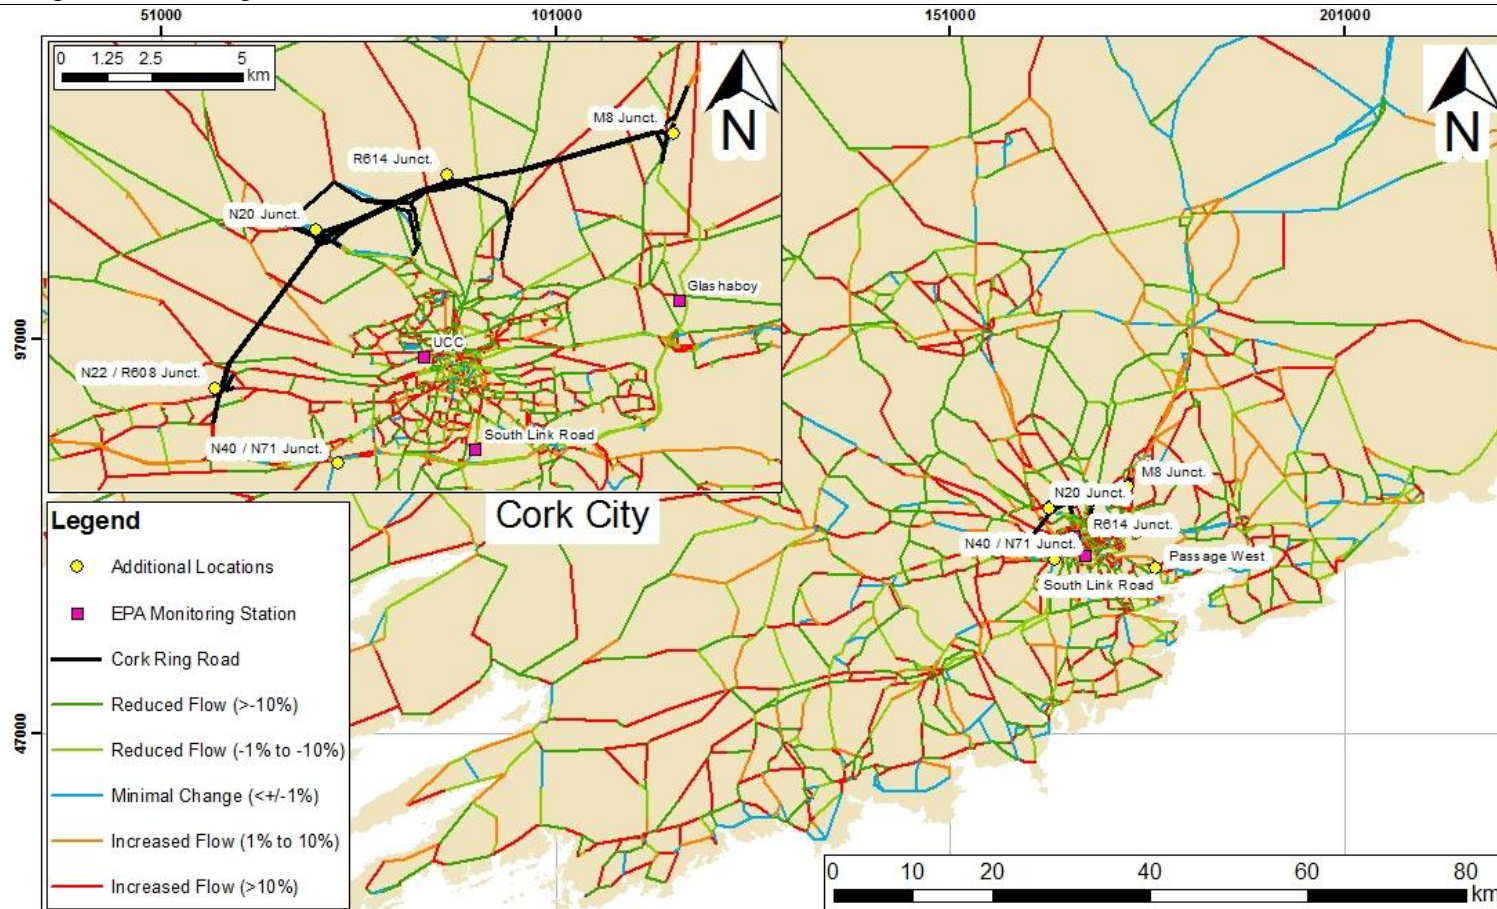 51000 101000 151000 201000
0 1.25 2.5 5
km
N
N
M8 Junct.
R614 Junct.
N20 Junct.
Glashaboy
97000
UCC
N22 / R608 Junct.
South Link Road
N40 / N71 Junct.
Cork City
M8 Junct.
N20 Junct.
R614 Junct.
N40 / N71 Junct.
Passage West
South Link Road
Legend
Additional Locations
EPA Monitoring Station
Cork Ring Road
Reduced Flow (>-10%)
Reduced Flow (-1% to -10%)
Minimal Change (<+/-1%)
Increased Flow (1% to 10%)
Increased Flow (>10%)
47000
0 10 20 40 60 80
km